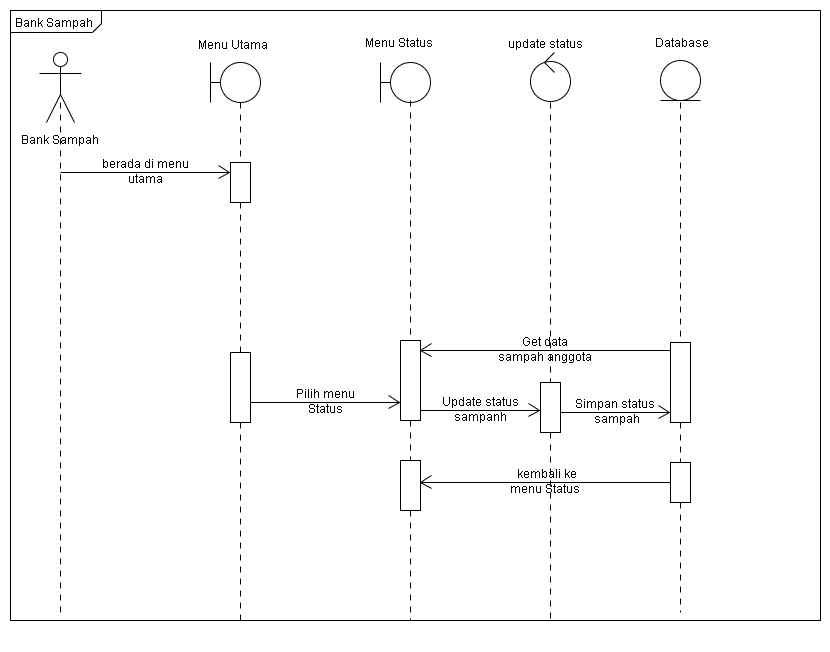 Bank Sampah
Menu Utama
Menu Status
update status
Database
Bank Sampah
berada di menu
utama
Get data
sampah anggota
Pilih menu
Status
Update status
sampanh
Simpan status
sampah
kembali ke
menu Status